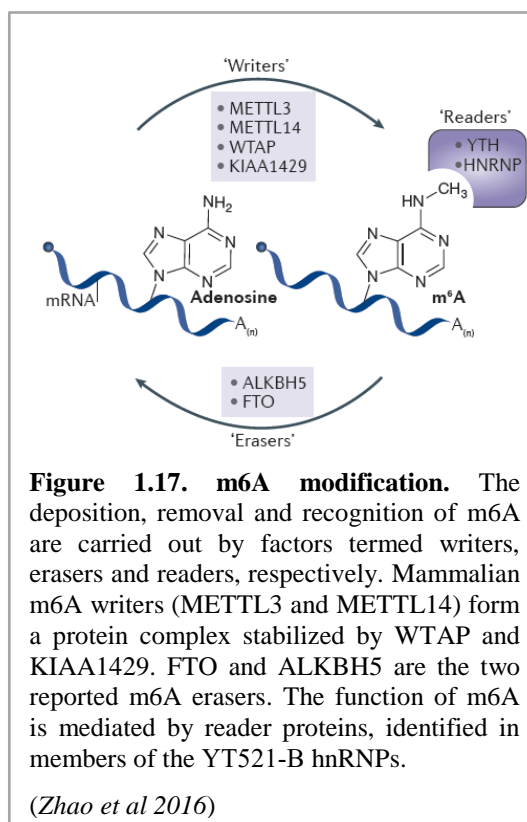 'Writers'
• METTL3
• METTL14
• WTAP
• KIAA1429
'Readers'
• YTH
• HNRNP
NH₂
N
N
N
N
Adenosine
mRNA
A(n)
HN
CH₃
N
N
N
N
m⁶A
A(n)
• ALKBH5
• FTO
'Erasers'
Figure 1.17. m6A modification. The
deposition, removal and recognition of m6A
are carried out by factors termed writers,
erasers and readers, respectively. Mammalian
m6A writers (METTL3 and METTL14) form
a protein complex stabilized by WTAP and
KIAA1429. FTO and ALKBH5 are the two
reported m6A erasers. The function of m6A
is mediated by reader proteins, identified in
members of the YT521-B hnRNPs.
(Zhao et al 2016)